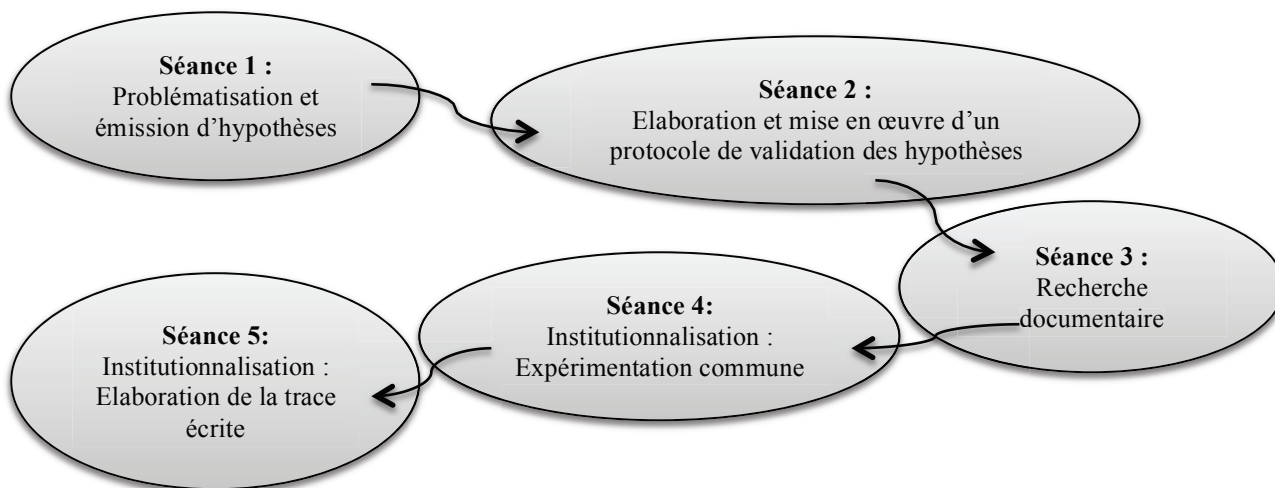 Séance 1 :
Problématisation et
émission d’hypothèses
Séance 2 :
Elaboration et mise en œuvre d’un
protocole de validation des hypothèses
Séance 3 :
Recherche
documentaire
Séance 4:
Institutionnalisation :
Expérimentation commune
Séance 5:
Institutionnalisation :
Elaboration de la trace
écrite